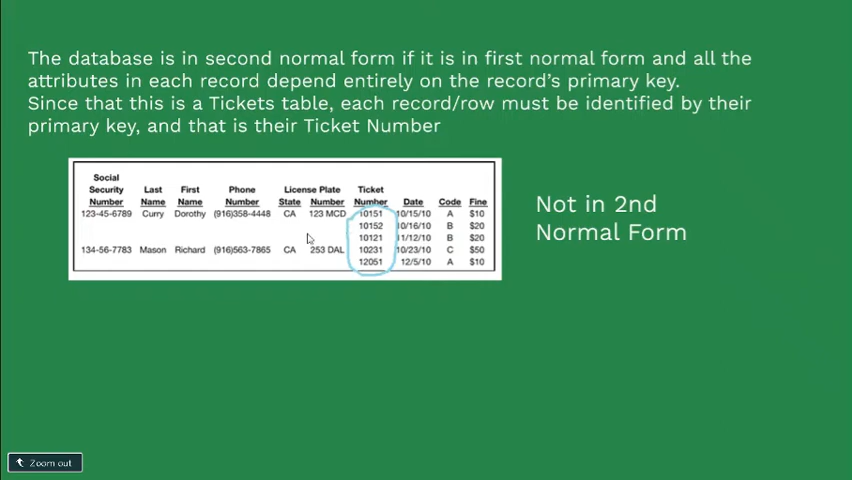 The database is in second normal form if it is in first normal form and all the
attributes in each record depend entirely on the record's primary key.
Since that this is a Tickets table, each record/row must be identified by their
primary key, and that is their Ticket Number
Social
Security Last First Phone License Plate Ticket
Number Name Name Number State Number Number Date Code Fine
123-45-6789 Curry Dorothy (916)358-4448 CA 123 MCD 10151 10/15/10 A $10
10152 10/16/10 B $20
10121 11/12/10 B $20
134-56-7783 Mason Richard (916)563-7865 CA 253 DAL 10231 10/23/10 C $50
12051 12/5/10 A $10
Not in 2nd
Normal Form
Zoom out